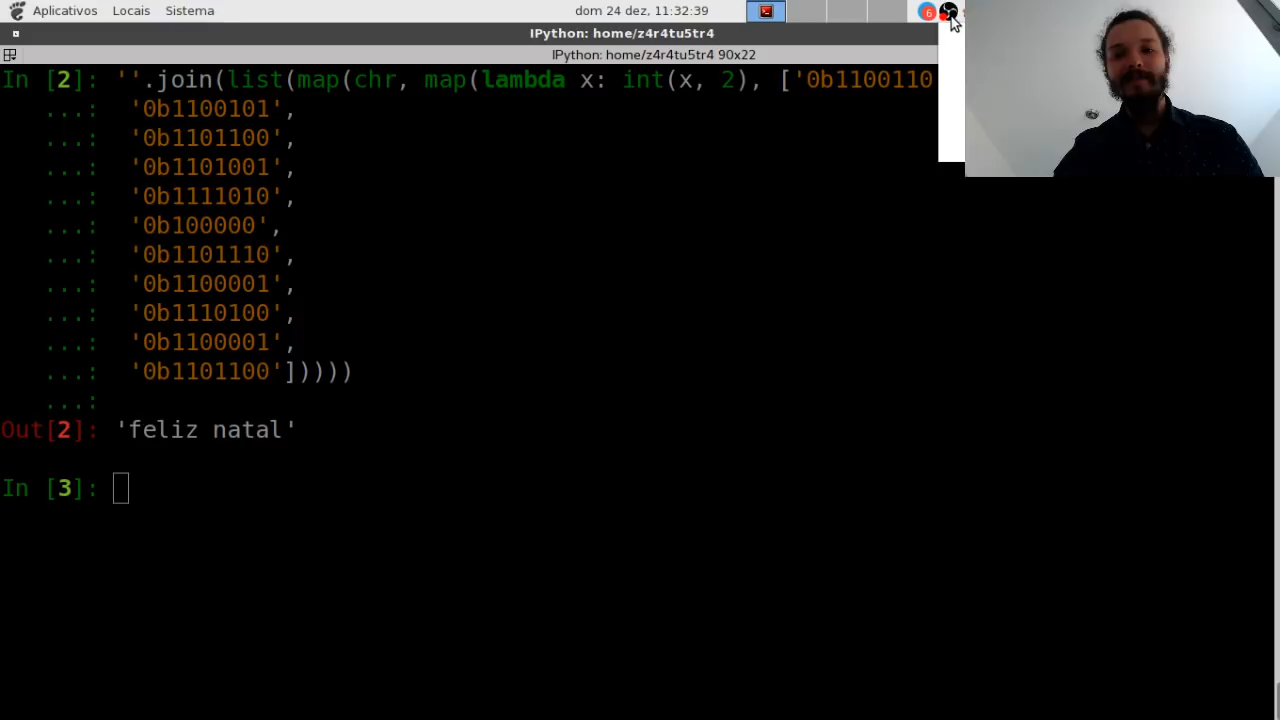 Aplicativos Locais Sistema dom 24 dez, 11:32:39 6
IPython: home/z4r4tu5tr4
IPython: home/z4r4tu5tr4 90x22
In [2]: ''.join(list(map(chr, map(lambda x: int(x, 2), ['0b1100110
...: '0b1100101',
...: '0b1101100',
...: '0b1101001',
...: '0b1111010',
...: '0b100000',
...: '0b1101110',
...: '0b1100001',
...: '0b1110100',
...: '0b1100001',
...: '0b1101100']))))
...:
Out[2]: 'feliz natal'
In [3]: